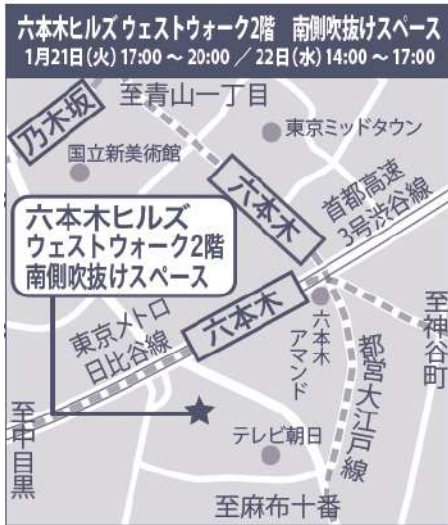 六本木ヒルズ ウェストウォーク2階　南側吹抜けスペース
1月21日(火) 17:00 ～ 20:00 ／ 22日(水) 14:00 ～ 17:00
至青山一丁目
乃木坂
東京ミッドタウン
国立新美術館
六本木
首都高速
3号渋谷線
六本木ヒルズ
ウェストウォーク2階
南側吹抜けスペース
六本木
六本木
アマンド
至神谷町
東京メトロ
日比谷線
都営大江戸線
至中目黒
テレビ朝日
至麻布十番